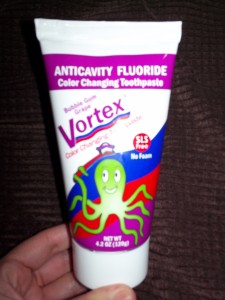 ANTICAVITY FLUORIDE
Color Changing Toothpaste
Bubble Gum
Grape
Vortex
Color Changing
SLS
Free
No Foam
NET WT
4.2 OZ (120g)